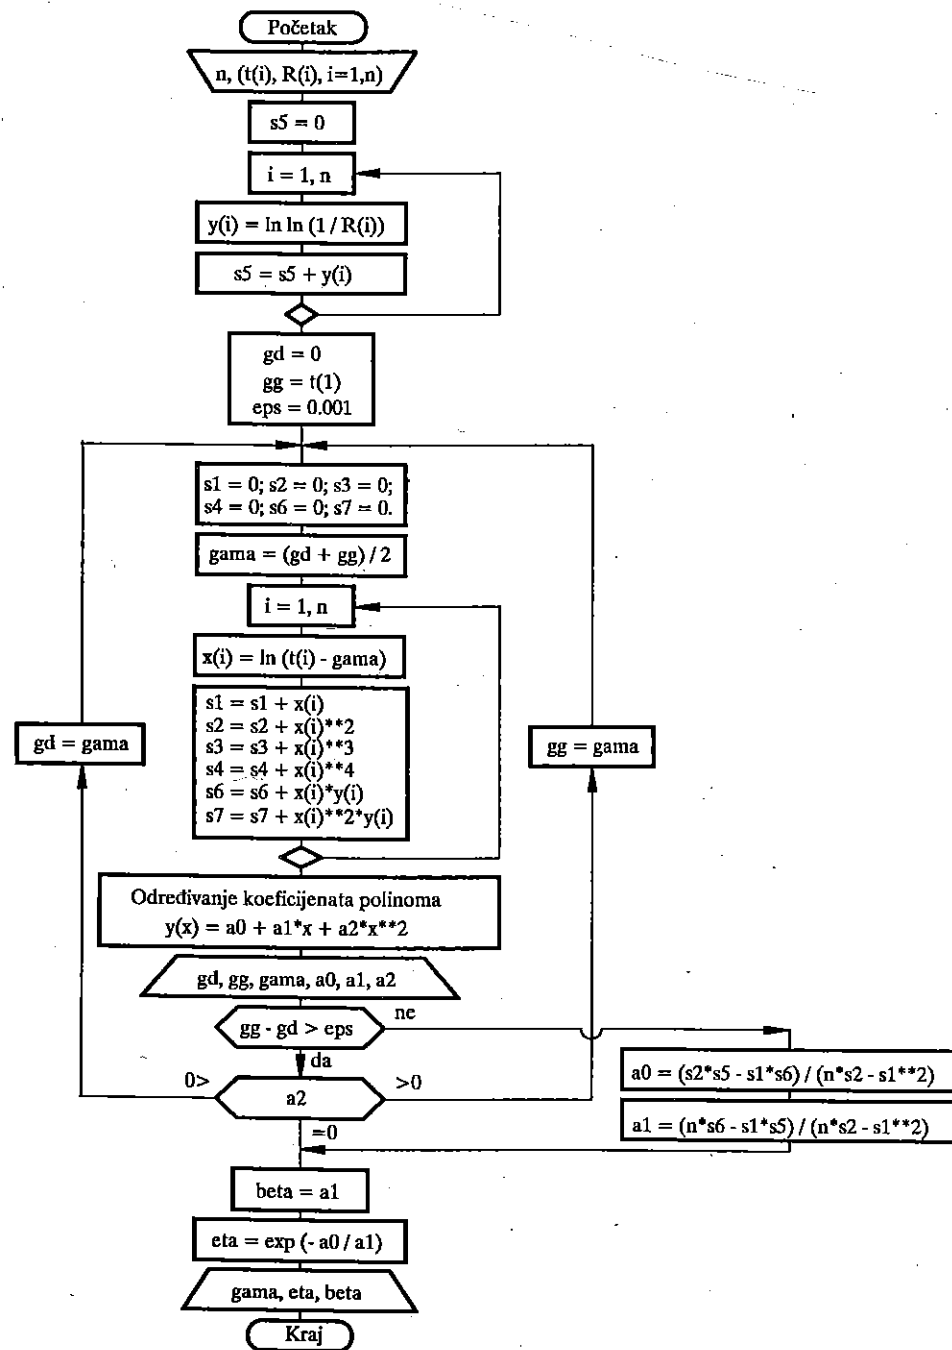 Početak
n, (t(i), R(i), i=1,n)
s5 = 0
i = 1, n
y(i) = ln ln (1 / R(i))
s5 = s5 + y(i)
gd = 0
gg = t(1)
eps = 0.001
s1 = 0; s2 = 0; s3 = 0;
s4 = 0; s6 = 0; s7 = 0.
gama = (gd + gg) / 2
i = 1, n
x(i) = ln (t(i) - gama)
s1 = s1 + x(i)
s2 = s2 + x(i)**2
s3 = s3 + x(i)**3
s4 = s4 + x(i)**4
s6 = s6 + x(i)*y(i)
s7 = s7 + x(i)**2*y(i)
gd = gama
gg = gama
Određivanje koeficijenata polinoma
y(x) = a0 + a1*x + a2*x**2
gd, gg, gama, a0, a1, a2
gg - gd > eps
ne
da
0>
a2
>0
=0
a0 = (s2*s5 - s1*s6) / (n*s2 - s1**2)
a1 = (n*s6 - s1*s5) / (n*s2 - s1**2)
beta = a1
eta = exp (- a0 / a1)
gama, eta, beta
Kraj